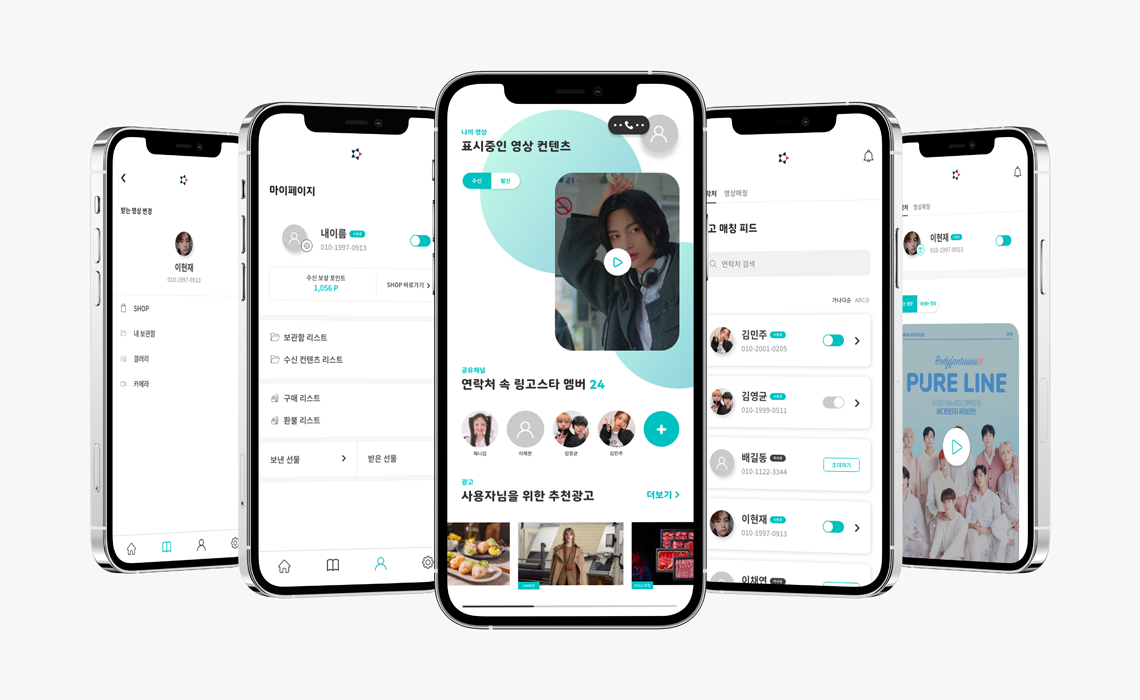 받는 영상 변경
이현재
010-1997-0913
SHOP
내 보관함
갤러리
카메라
마이페이지
내이름
010-1997-0913
수신 보상 포인트
1,056 P
SHOP 바로가기
보관함 리스트
수신 컨텐츠 리스트
구매 리스트
환불 리스트
보낸 선물
받은 선물
나의 영상
표시중인 영상 컨텐츠
수신
발신
공유채널
연락처 속 링고스타 멤버 24
제니김
이채현
김영균
김민주
광고
사용자님을 위한 추천광고
더보기
락처
영상매칭
고 매칭 피드
연락처 검색
가나다순
ABC순
김민주
010-2001-0205
김영균
010-1999-0511
배길동
010-1122-3344
초대하기
이현재
010-1997-0913
이채연
영상매칭
이현재
010-1997-0913
Bodyfantasies
PURE LINE